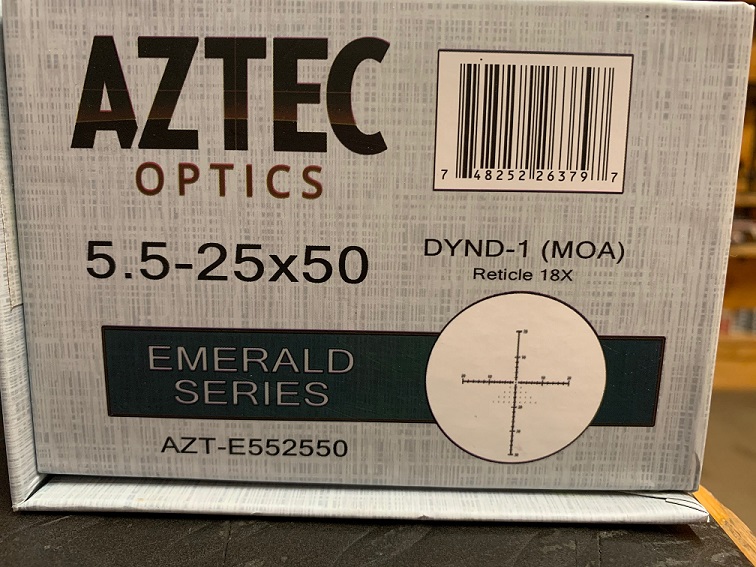 AZTEC
OPTICS
7 48252 26379 7
5.5-25x50
DYND-1 (MOA)
Reticle 18X
EMERALD
SERIES
AZT-E552550